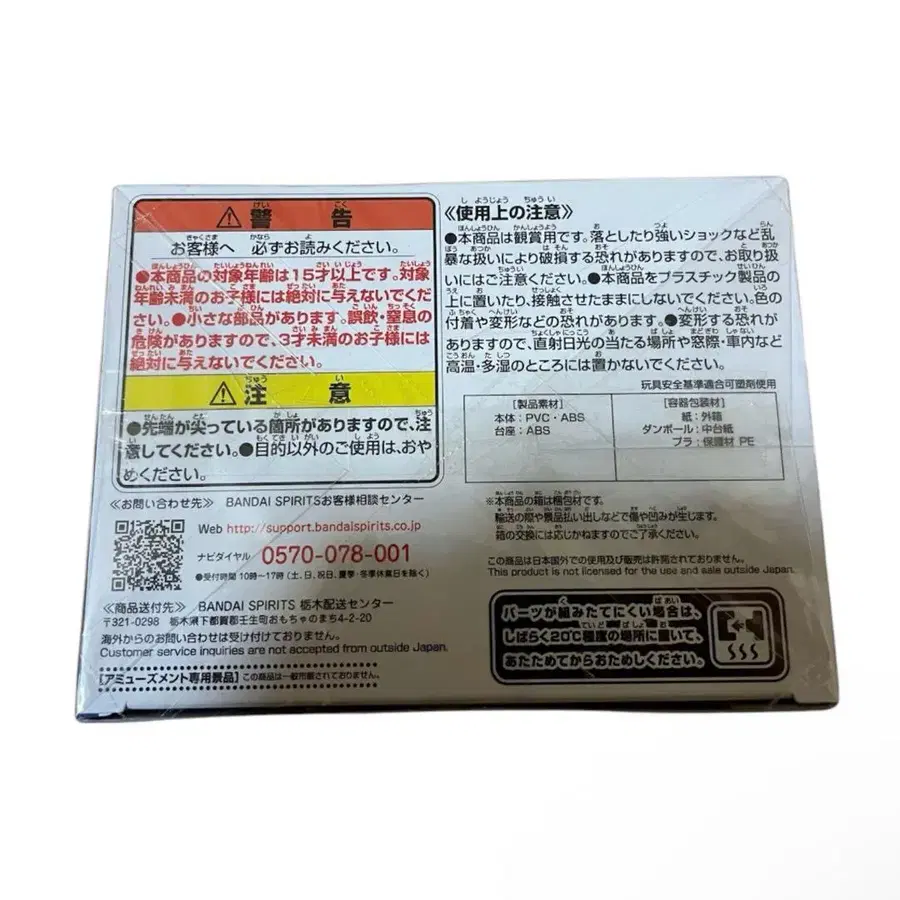 ⚠警告
お客様へ 必ずお読みください。
●本商品の対象年齢は15才以上です。対象
年齢未満のお子様には絶対に与えないでくだ
さい。●小さな部品があります。誤飲・窒息の
危険がありますので、3才未満のお子様には
絶対に与えないでください。
⚠注意
●先端が尖っている箇所がありますので、注
意してください。●目的以外のご使用は、おや
めください。
《お問い合わせ先》 BANDAI SPIRITSお客様相談センター
Web http://support.bandaispirits.co.jp
ナビダイヤル 0570-078-001
●受付時間 10時~17時(土、日、祝日、夏季・冬季休業日を除く)
《商品送付先》 BANDAI SPIRITS 栃木配送センター
〒321-0298 栃木県下都賀郡壬生町おもちゃのまち4-2-20
海外からのお問い合わせは受け付けておりません。
Customer service inquiries are not accepted from outside Japan.
【アミューズメント専用景品】この商品は一般市販されておりません。
《使用上の注意》
●本商品は観賞用です。落としたり強いショックなど乱
暴な扱いにより破損する恐れがありますので、お取り扱
いにはご注意ください。●本商品をプラスチック製品の
上に置いたり、接触させたままにしないでください。色の
付着や変形などの恐れがあります。●変形する恐れが
ありますので、直射日光の当たる場所や窓際・車内など
高温・多湿のところには置かないでください。
玩具安全基準適合可塑剤使用
[製品素材]
本体:PVC・ABS
台座:ABS
[容器包装材]
紙:外箱
ダンボール:中台紙
プラ:保護材 PE
※本商品の箱は梱包材です。
輸送の際や景品払い出しなどで傷や凹みが生じます。
箱の交換には応じかねますのでご了承ください。
この商品は日本国外での使用及び販売は許諾されておりません。
This product is not licensed for the use and sale outside Japan.
パーツが組みたてにくい場合は、
しばらく20℃程度の場所に置いて、
あたためてからおためしください。